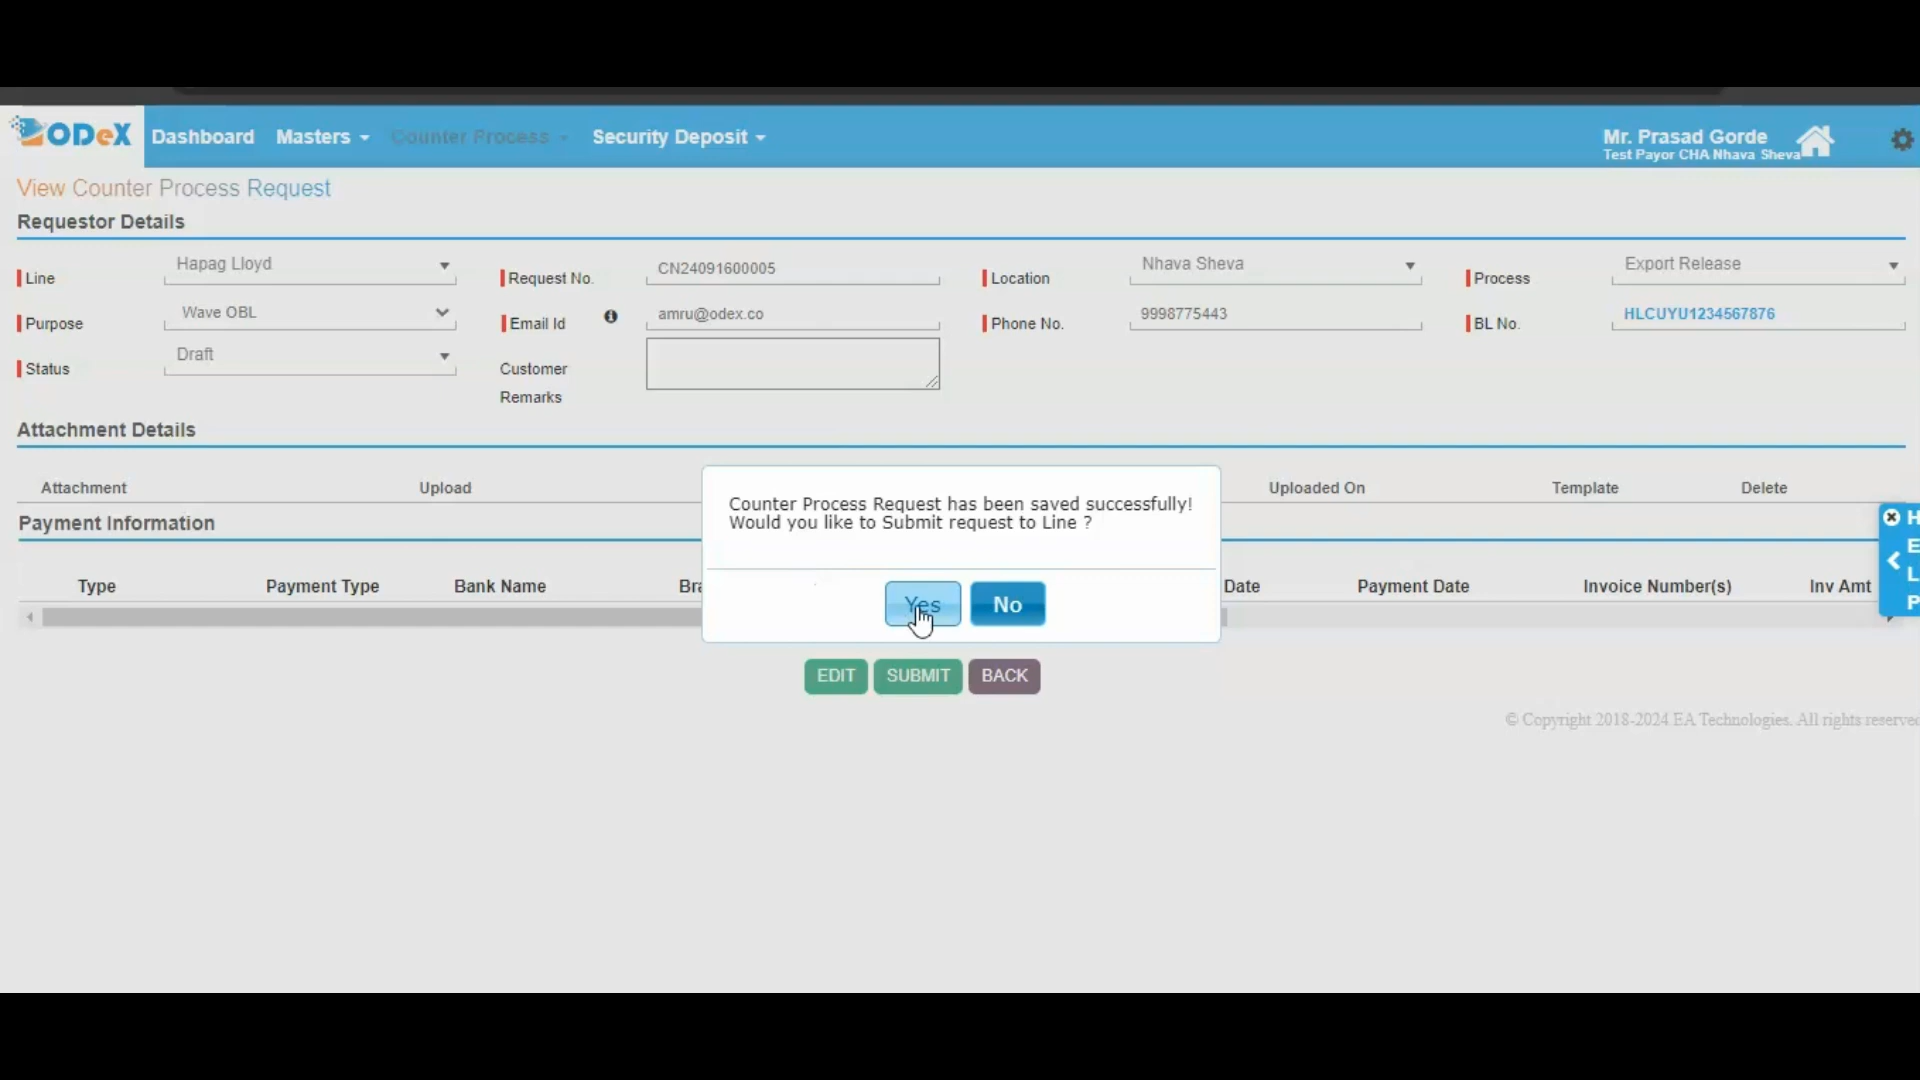 ODeX Dashboard Masters Counter Process Security Deposit Mr. Prasad Gorde
Test Payor CHA Nhava Sheva
View Counter Process Request
Requestor Details
Line Hapag Lloyd Request No. CN24091600005 Location Nhava Sheva Process Export Release
Purpose Wave OBL Email Id amru@odex.co Phone No. 9998775443 BL No. HLCUYU1234567876
Status Draft Customer
Remarks
Attachment Details
Attachment Upload Uploaded On Template Delete
Counter Process Request has been saved successfully!
Would you like to Submit request to Line ?
Yes No
Payment Information
Type Payment Type Bank Name Date Payment Date Invoice Number(s) Inv Amt
EDIT SUBMIT BACK
© Copyright 2018-2024 EA Technologies. All rights reserved